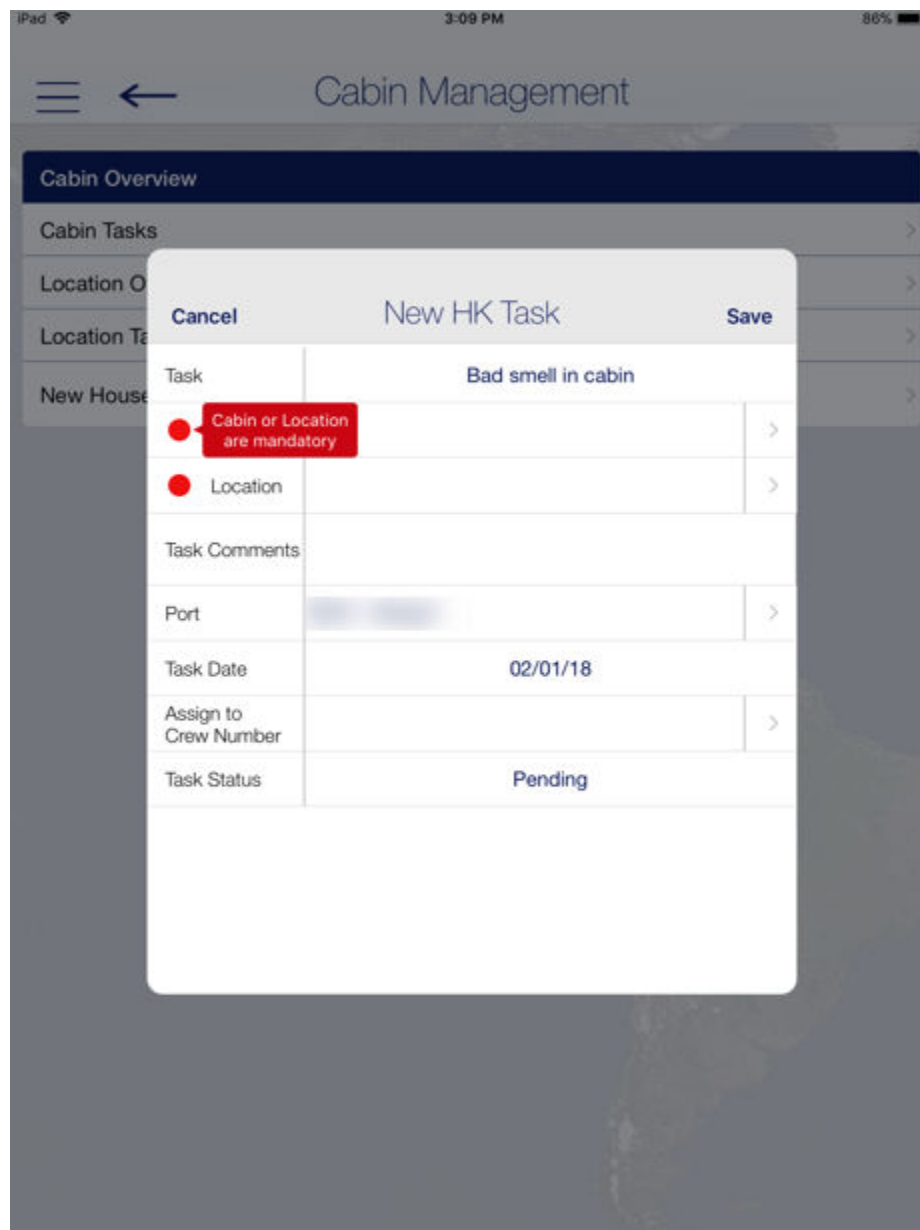 iPad 3:09 PM 86%
Cabin Management
Cabin Overview
Cabin Tasks
Location O
Location Ta
New House
Cancel New HK Task Save
Task Bad smell in cabin
Cabin or Location
are mandatory
Location
Task Comments
Port
Task Date 02/01/18
Assign to
Crew Number
Task Status Pending